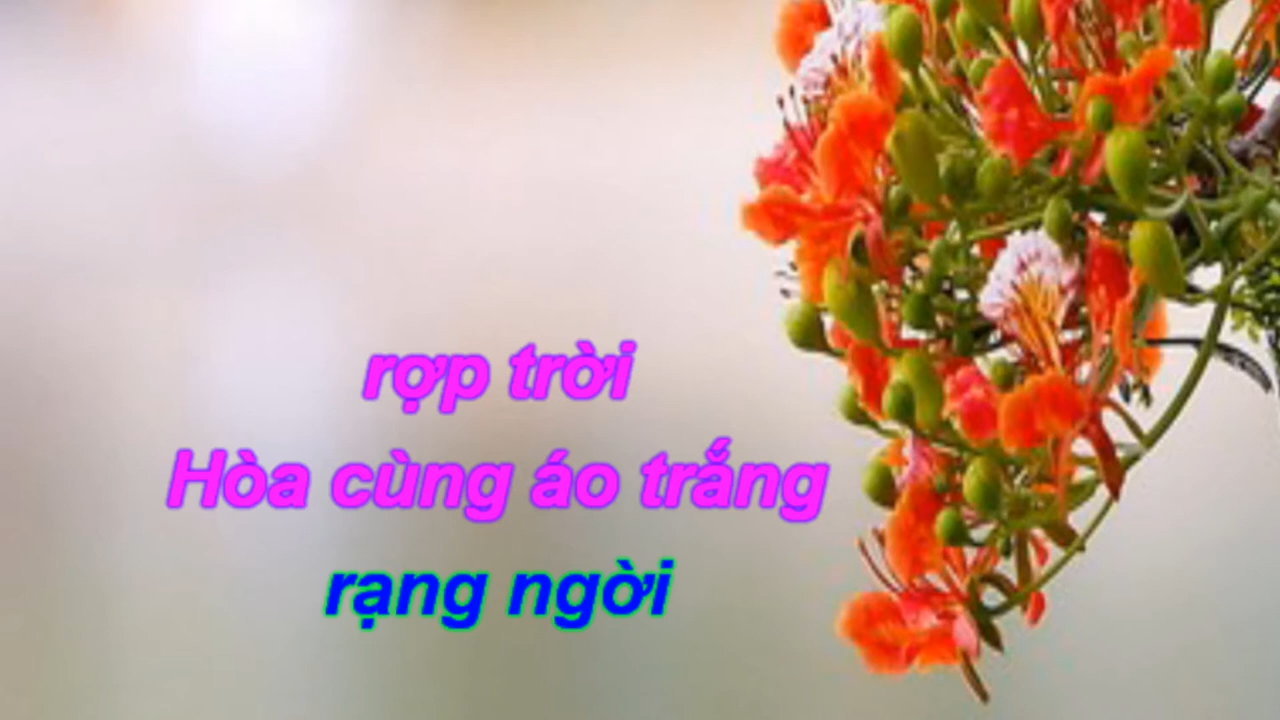 rợp trời
Hòa cùng áo trắng
rạng ngời